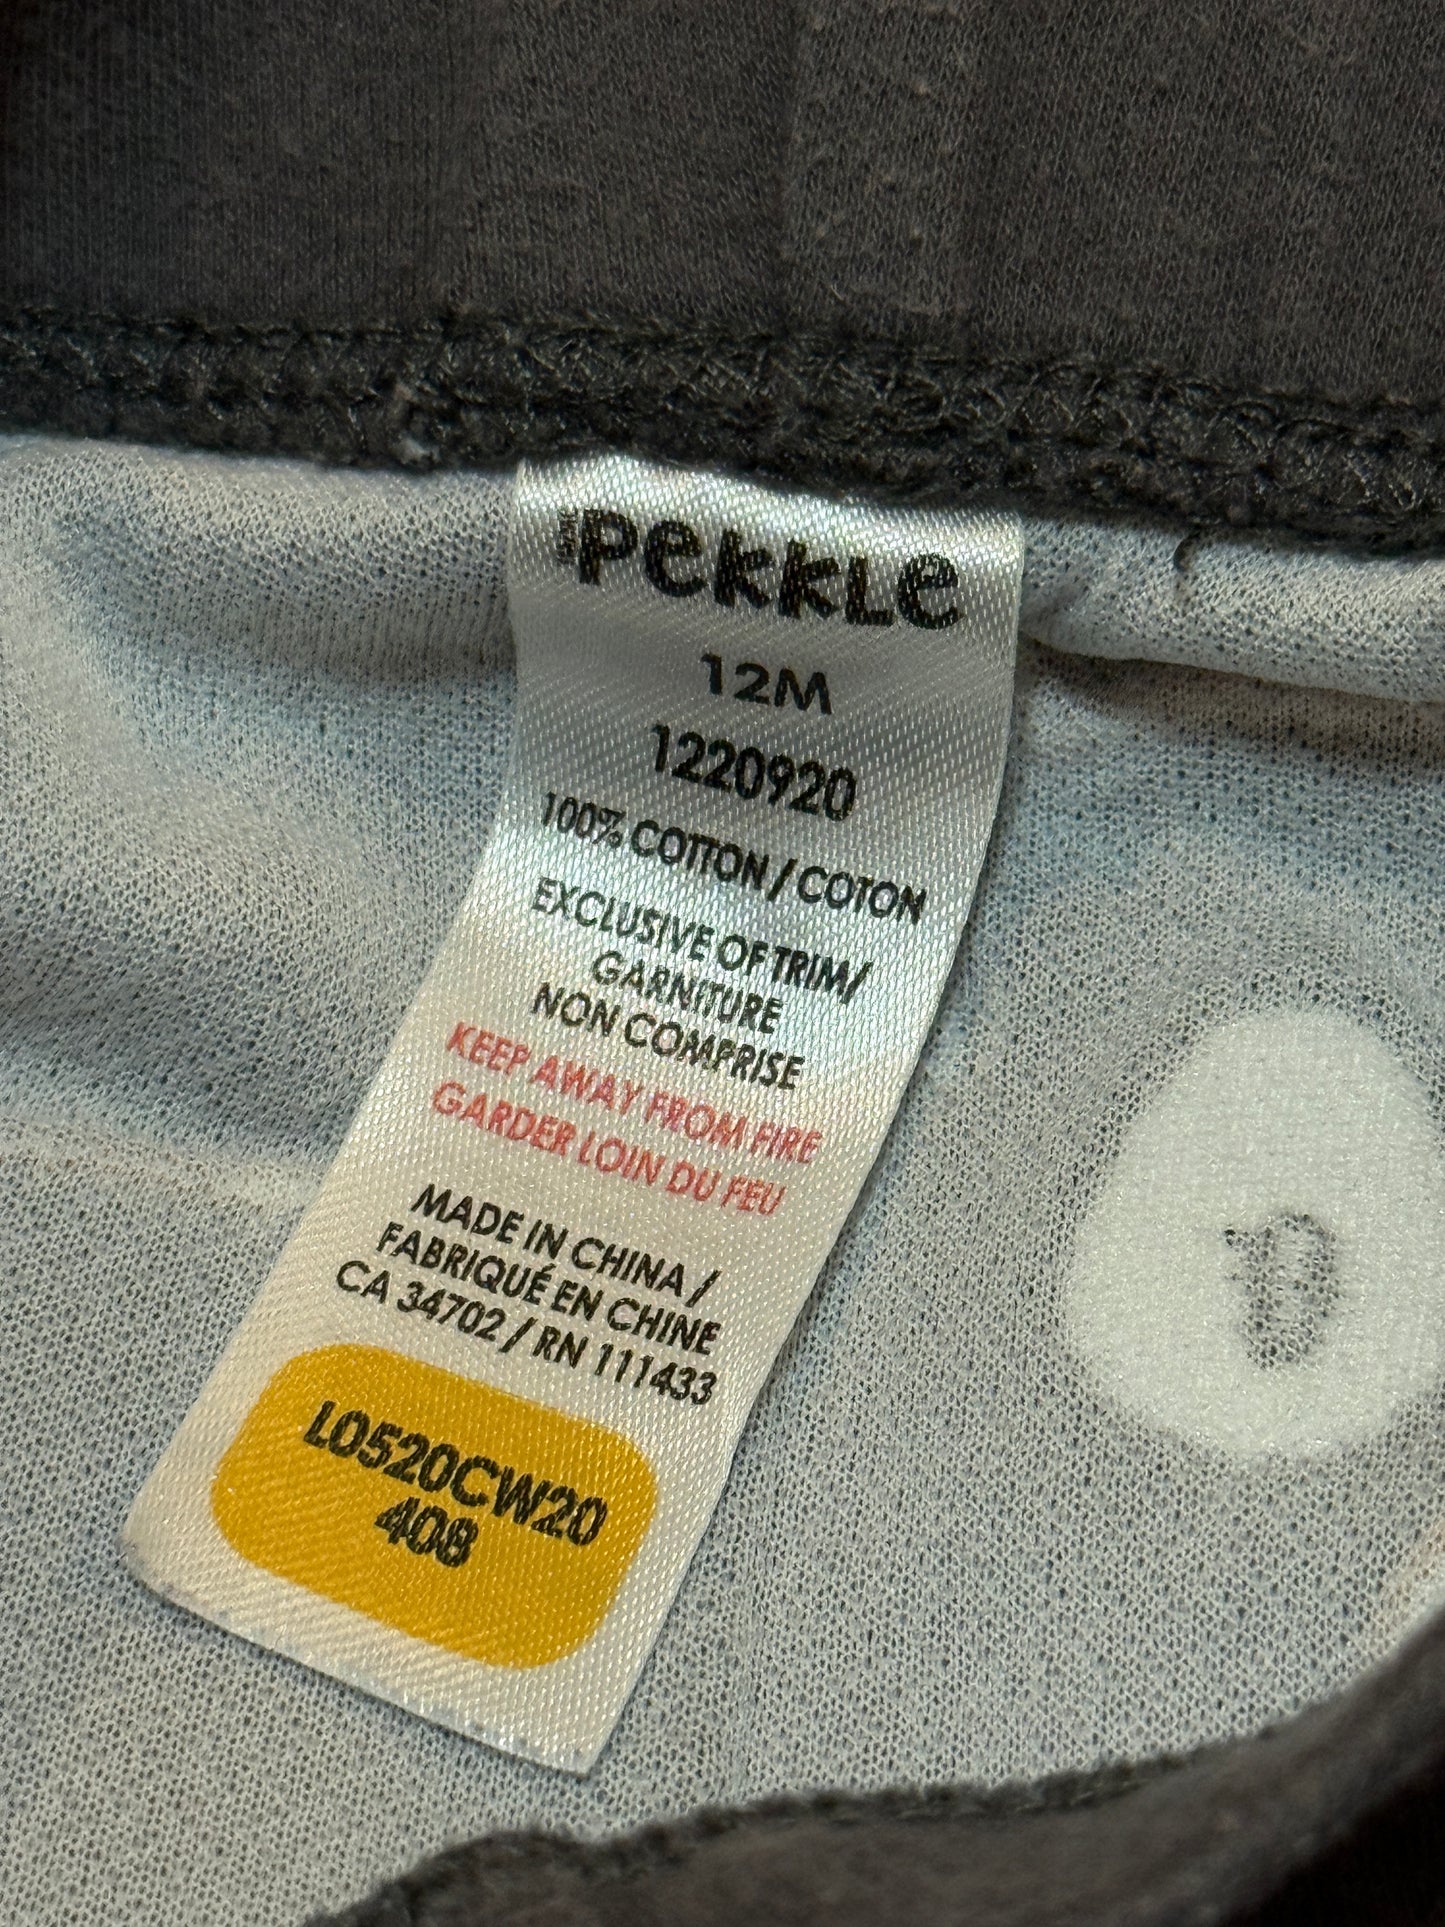 PEKKLE
12M
1220920
100% COTTON / COTON
EXCLUSIVE OF TRIM/
GARNITURE
NON COMPRISE
KEEP AWAY FROM FIRE
GARDER LOIN DU FEU
MADE IN CHINA /
FABRIQUÉ EN CHINE
CA 34702 / RN 111433
L0520CW20
408